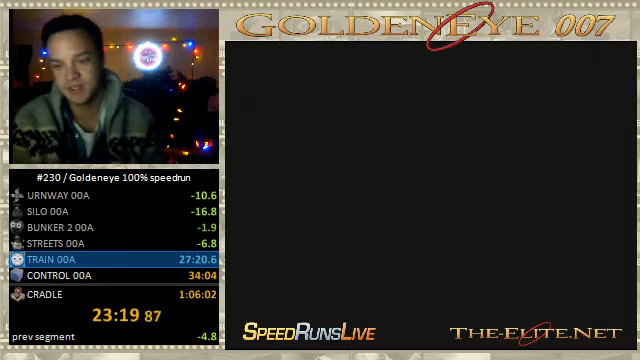 GOLDENEYE 007
#230 / Goldeneye 100% speedrun
URNWAY 00A -10.6
SILO 00A -16.8
BUNKER 2 00A -1.9
STREETS 00A -6.8
TRAIN 00A 27:20.6
CONTROL 00A 34:04
CRADLE 1:06:02
23:19 87
prev segment -4.8
SPEEDRUNSLIVE
THE-ELITE.NET